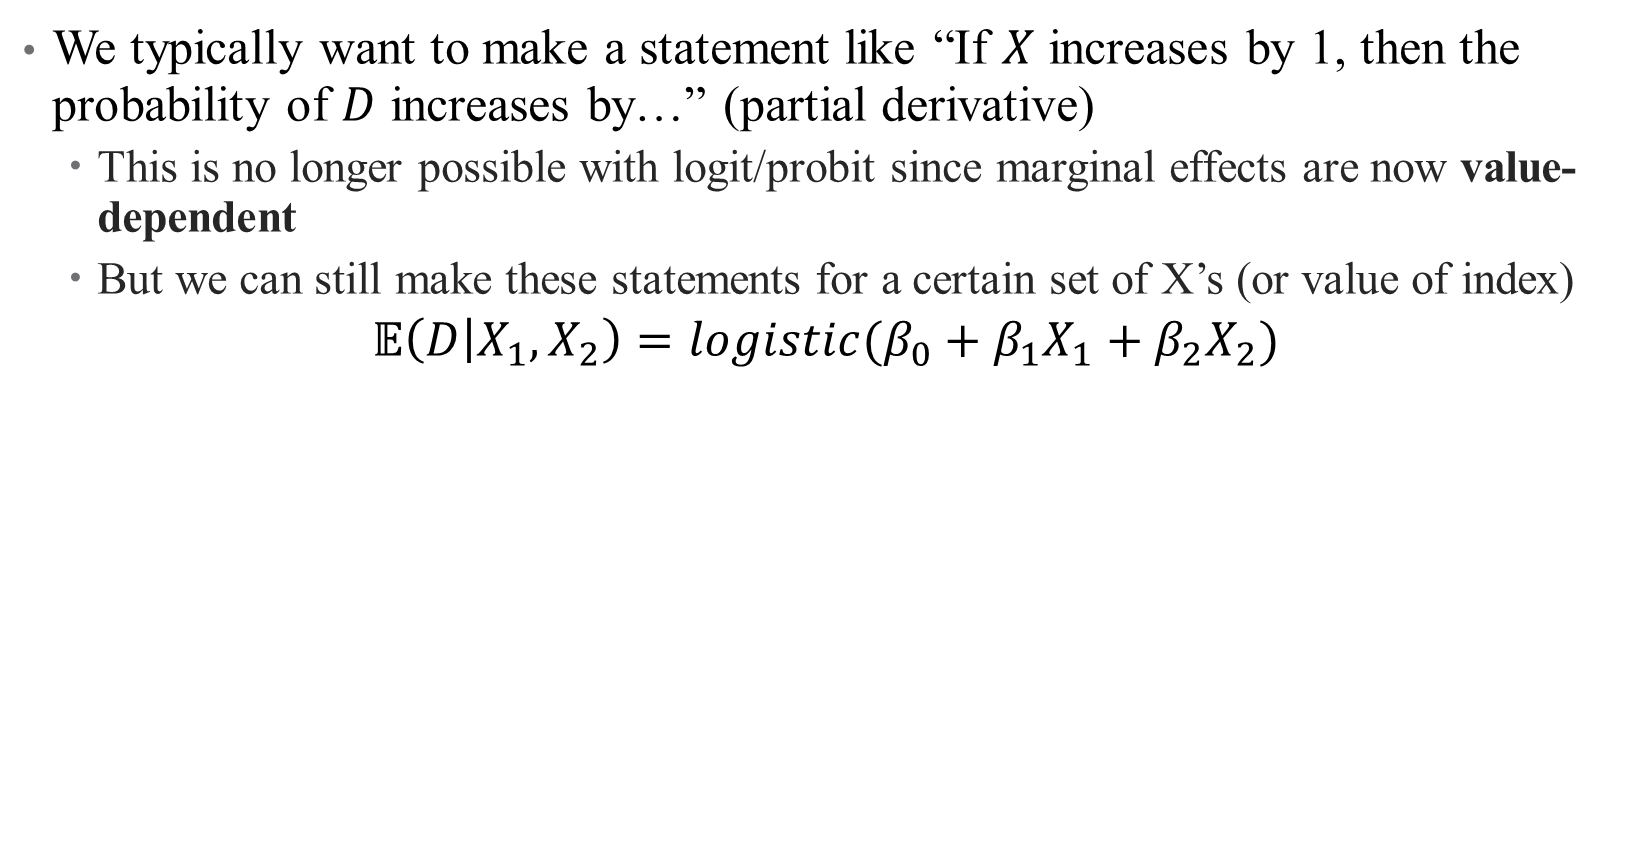 • We typically want to make a statement like “If X increases by 1, then the
probability of D increases by…” (partial derivative)
• This is no longer possible with logit/probit since marginal effects are now value-
dependent
• But we can still make these statements for a certain set of X’s (or value of index)
𝔼(D|X₁, X₂) = logistic(β₀ + β₁X₁ + β₂X₂)